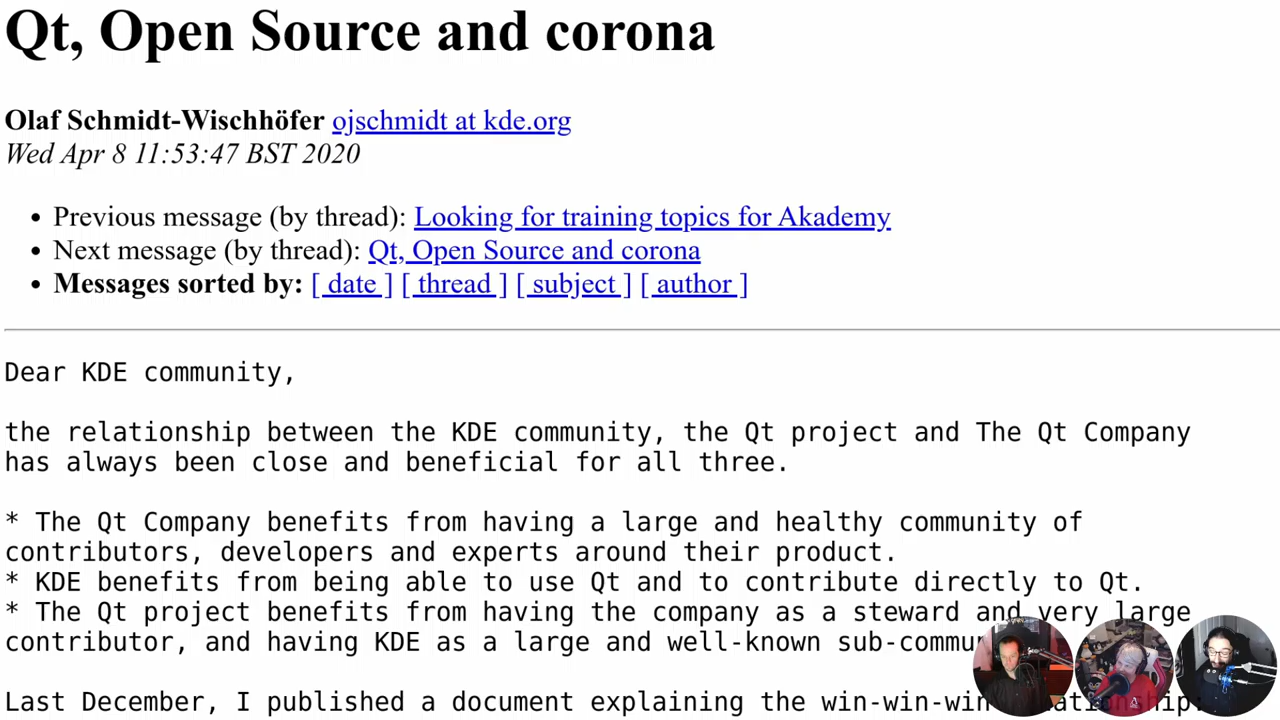 Qt, Open Source and corona
Olaf Schmidt-Wischhöfer ojschmidt at kde.org
Wed Apr 8 11:53:47 BST 2020
• Previous message (by thread): Looking for training topics for Akademy
• Next message (by thread): Qt, Open Source and corona
• Messages sorted by: [ date ] [ thread ] [ subject ] [ author ]
Dear KDE community,
the relationship between the KDE community, the Qt project and The Qt Company
has always been close and beneficial for all three.
* The Qt Company benefits from having a large and healthy community of
contributors, developers and experts around their product.
* KDE benefits from being able to use Qt and to contribute directly to Qt.
* The Qt project benefits from having the company as a steward and very large
contributor, and having KDE as a large and well-known
Last December, I published a document explaining the win-win-win